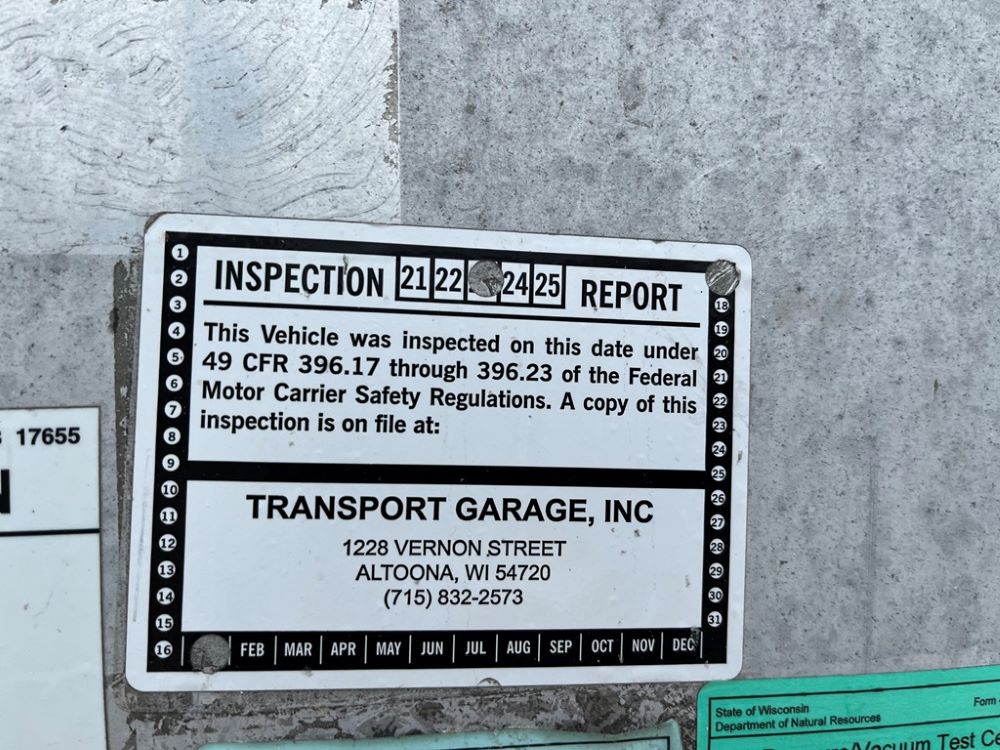 INSPECTION 21 22 24 25 REPORT
This Vehicle was inspected on this date under
49 CFR 396.17 through 396.23 of the Federal
Motor Carrier Safety Regulations. A copy of this
inspection is on file at:
TRANSPORT GARAGE, INC
1228 VERNON STREET
ALTOONA, WI 54720
(715) 832-2573
1
2
3
4
5
6
7
8
9
10
11
12
13
14
15
16
18
19
20
21
22
23
24
25
26
27
28
29
30
31
FEB MAR APR MAY JUN JUL AUG SEP OCT NOV DEC
17655
State of Wisconsin
Department of Natural Resources
Form
Vacuum Test